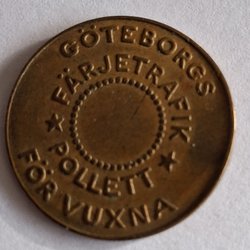 GÖTEBORGS
FÄRJETRAFIK
POLLETT
FÖR VUXNA